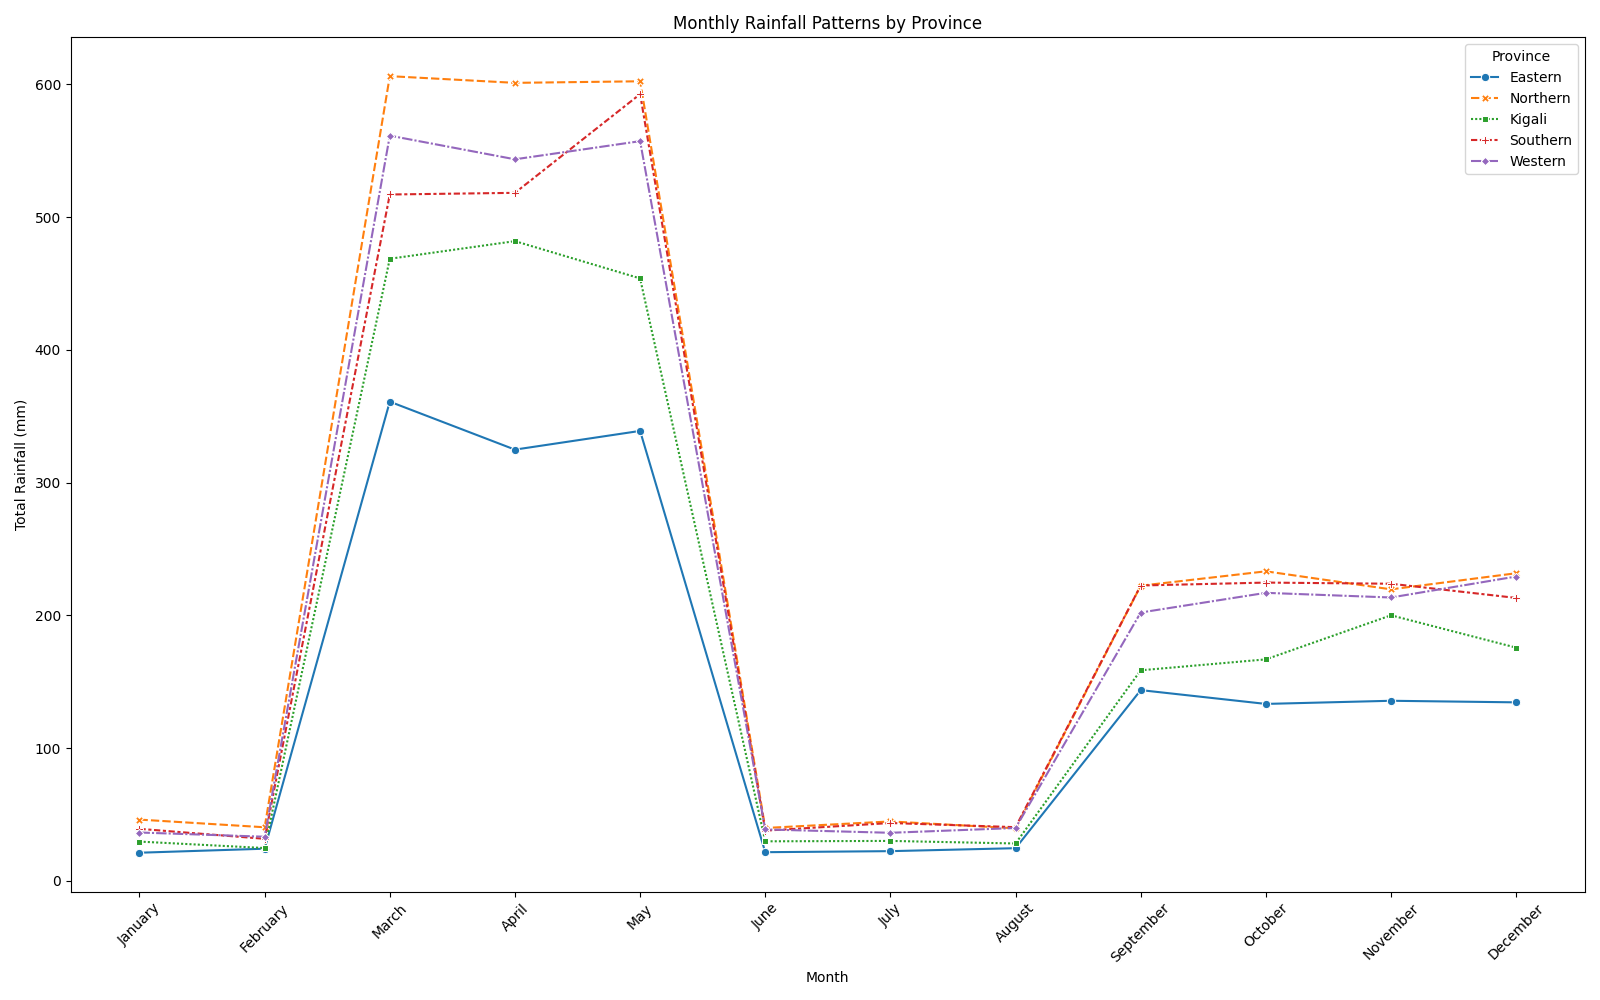 Monthly Rainfall Patterns by Province
Province
Eastern
Northern
Kigali
Southern
Western
Total Rainfall (mm)
600
500
400
300
200
100
0
January
February
March
April
May
June
July
August
September
October
November
December
Month